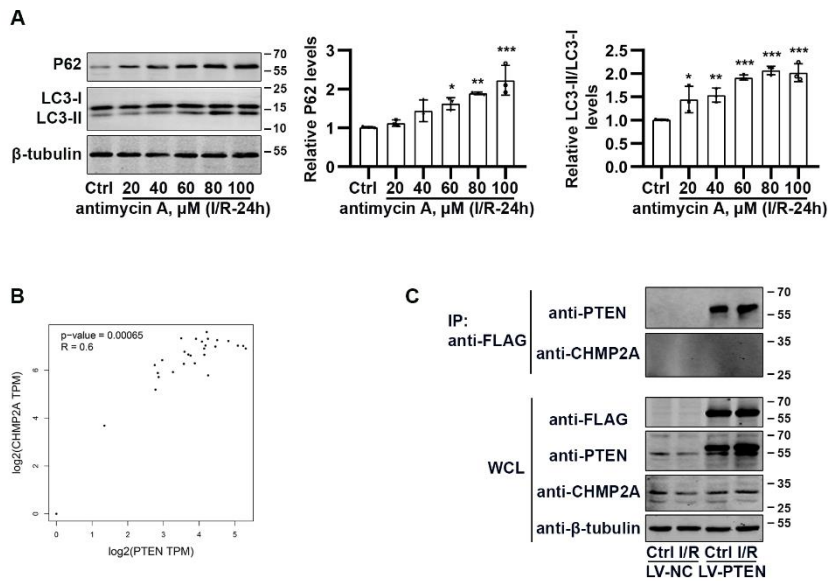 A
P62
70
55
LC3-I
LC3-II
25
15
10
β-tubulin
55
Ctrl 20 40 60 80 100
antimycin A, μM (I/R-24h)
Relative P62 levels
3
2
1
0
* ** ***
Ctrl 20 40 60 80 100
antimycin A, μM (I/R-24h)
Relative LC3-II/LC3-I
levels
2.5
2.0
1.5
1.0
0.5
0.0
* ** *** *** ***
Ctrl 20 40 60 80 100
antimycin A, μM (I/R-24h)
B
p-value = 0.00065
R = 0.6
log2(CHMP2A TPM)
6
4
2
0
0 1 2 3 4 5
log2(PTEN TPM)
C
IP:
anti-FLAG
anti-PTEN
70
55
anti-CHMP2A
35
25
WCL
anti-FLAG
70
55
anti-PTEN
70
55
anti-CHMP2A
35
25
anti-β-tubulin
55
Ctrl I/R Ctrl I/R
LV-NC LV-PTEN